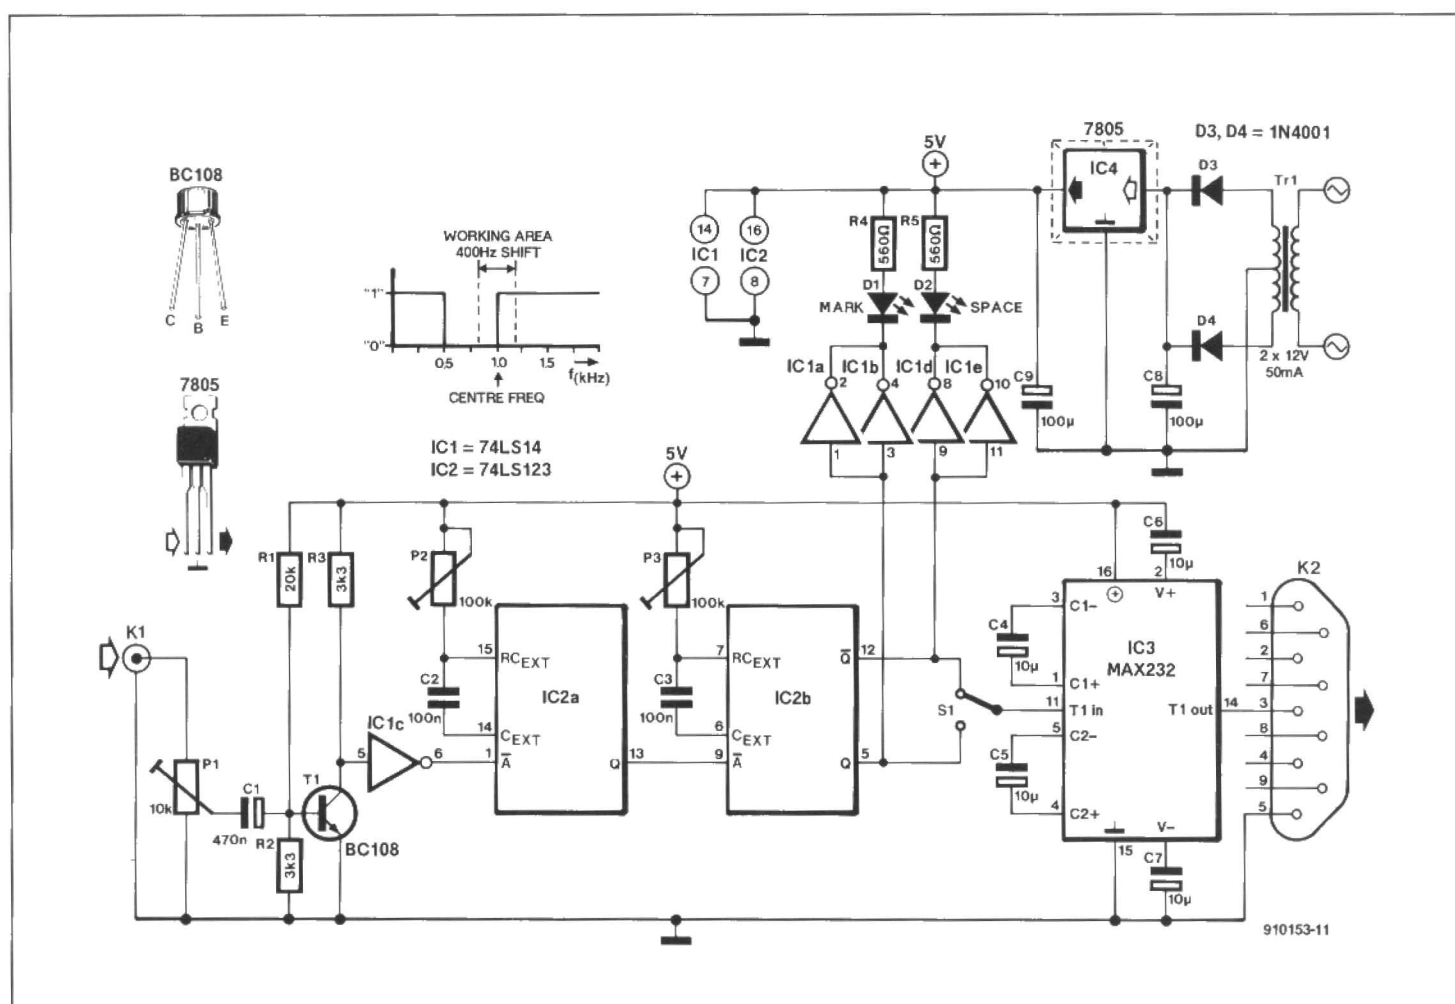 BC108
C
B
E
7805
WORKING AREA
400Hz SHIFT
"1"
"0"
0,5
1.0
1.5
f(kHz)
CENTRE FREQ
IC1 = 74LS14
IC2 = 74LS123
5V
7805
D3, D4 = 1N4001
IC4
D3
Tr1
D4
2 x 12V
50mA
14
16
IC1
IC2
7
8
R4
560Ω
R5
560Ω
D1
D2
MARK
SPACE
IC1a
IC1b
IC1d
IC1e
2
4
8
10
1
3
9
11
C9
100µ
C8
100µ
5V
R1
20k
R3
3k3
P2
100k
P3
100k
K1
P1
10k
C1
470n
R2
3k3
T1
BC108
IC1c
5
6
C2
100n
15
RCEXT
IC2a
14
CEXT
1
A
Q
13
C3
100n
7
RCEXT
IC2b
6
CEXT
9
A
Q
12
Q
5
S1
C6
10µ
16
2
V+
3
C1-
C4
10µ
IC3
MAX232
1
C1+
11
T1 in
T1 out
14
5
C2-
C5
10µ
4
C2+
V-
15
C7
10µ
K2
1
6
2
7
3
8
4
9
5
910153-11